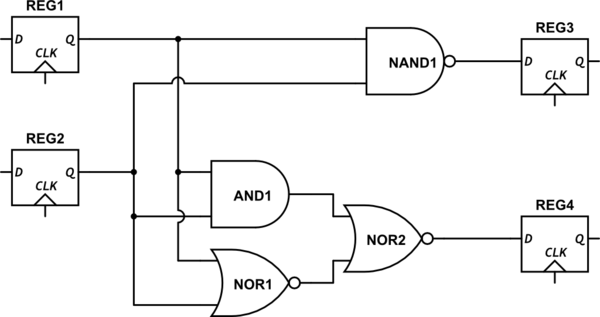 REG1
D Q
CLK
NAND1
REG3
D Q
CLK
REG2
D Q
CLK
AND1
NOR1
NOR2
REG4
D Q
CLK